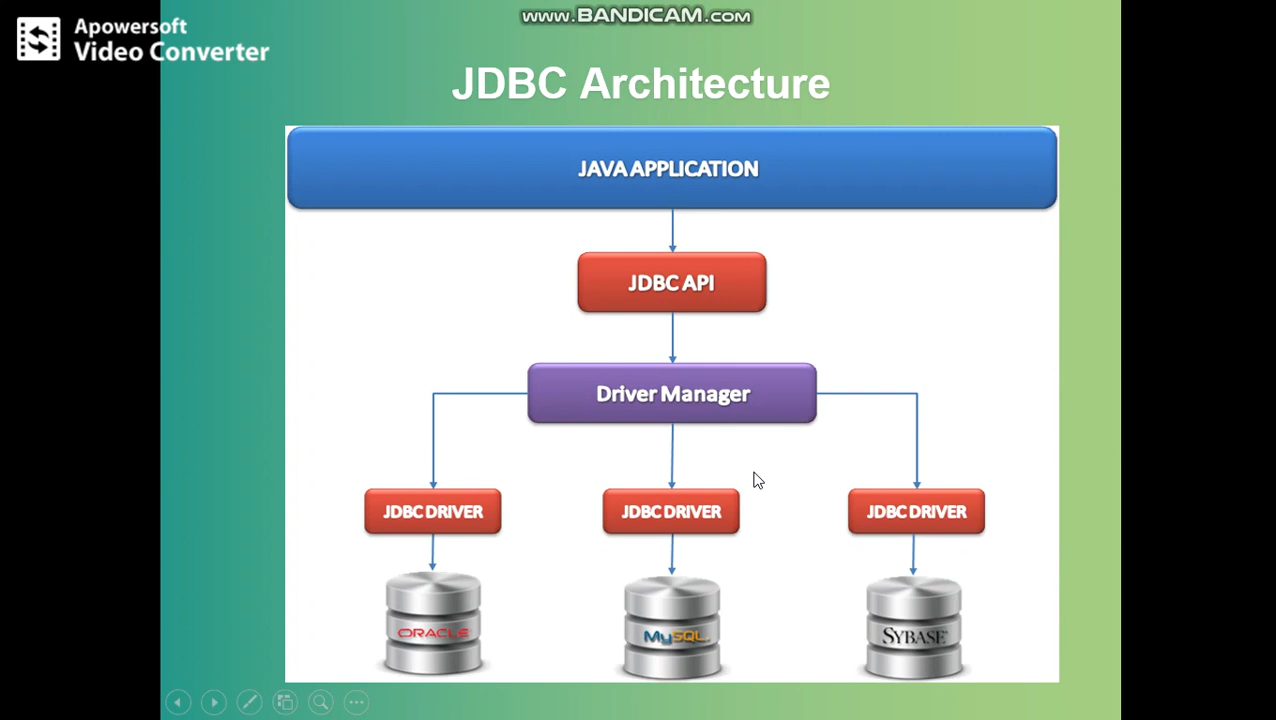 www.BANDICAM.com
Apowersoft
Video Converter
JDBC Architecture
JAVA APPLICATION
JDBC API
Driver Manager
JDBC DRIVER
JDBC DRIVER
JDBC DRIVER
ORACLE
MySQL
SYBASE